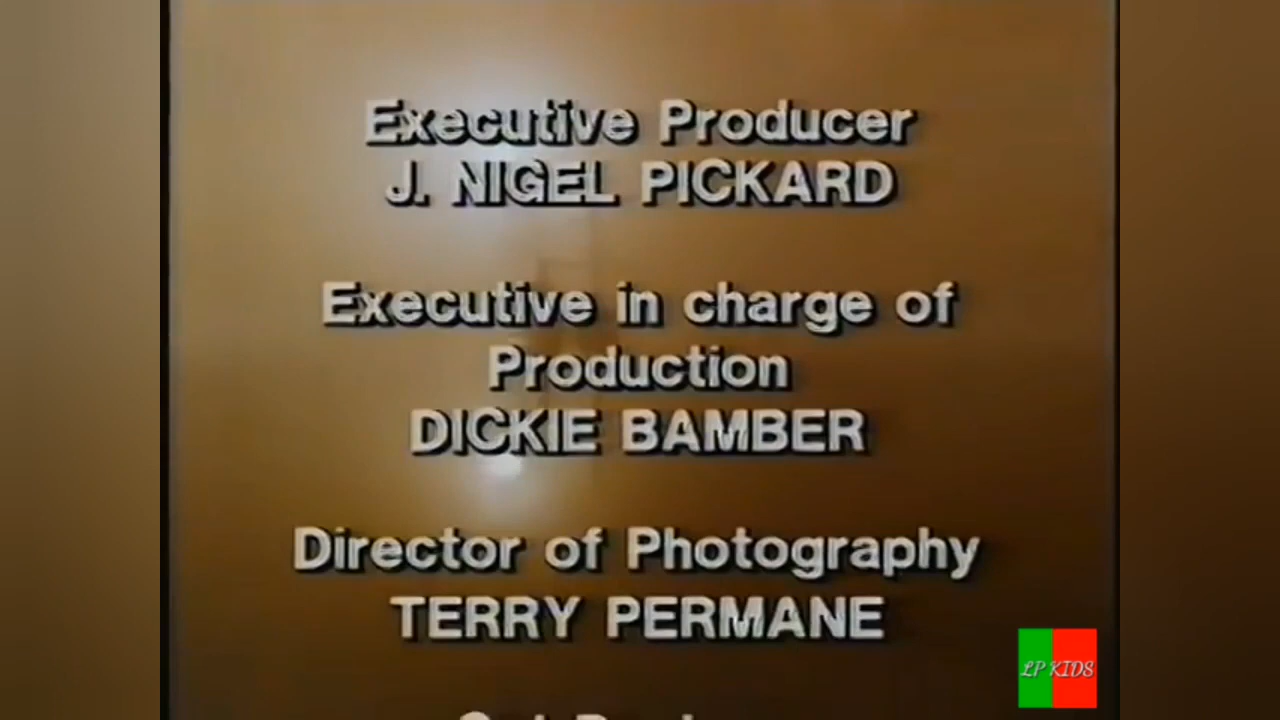 Executive Producer
J. NIGEL PICKARD
Executive in charge of
Production
DICKIE BAMBER
Director of Photography
TERRY PERMANE
LP KIDS